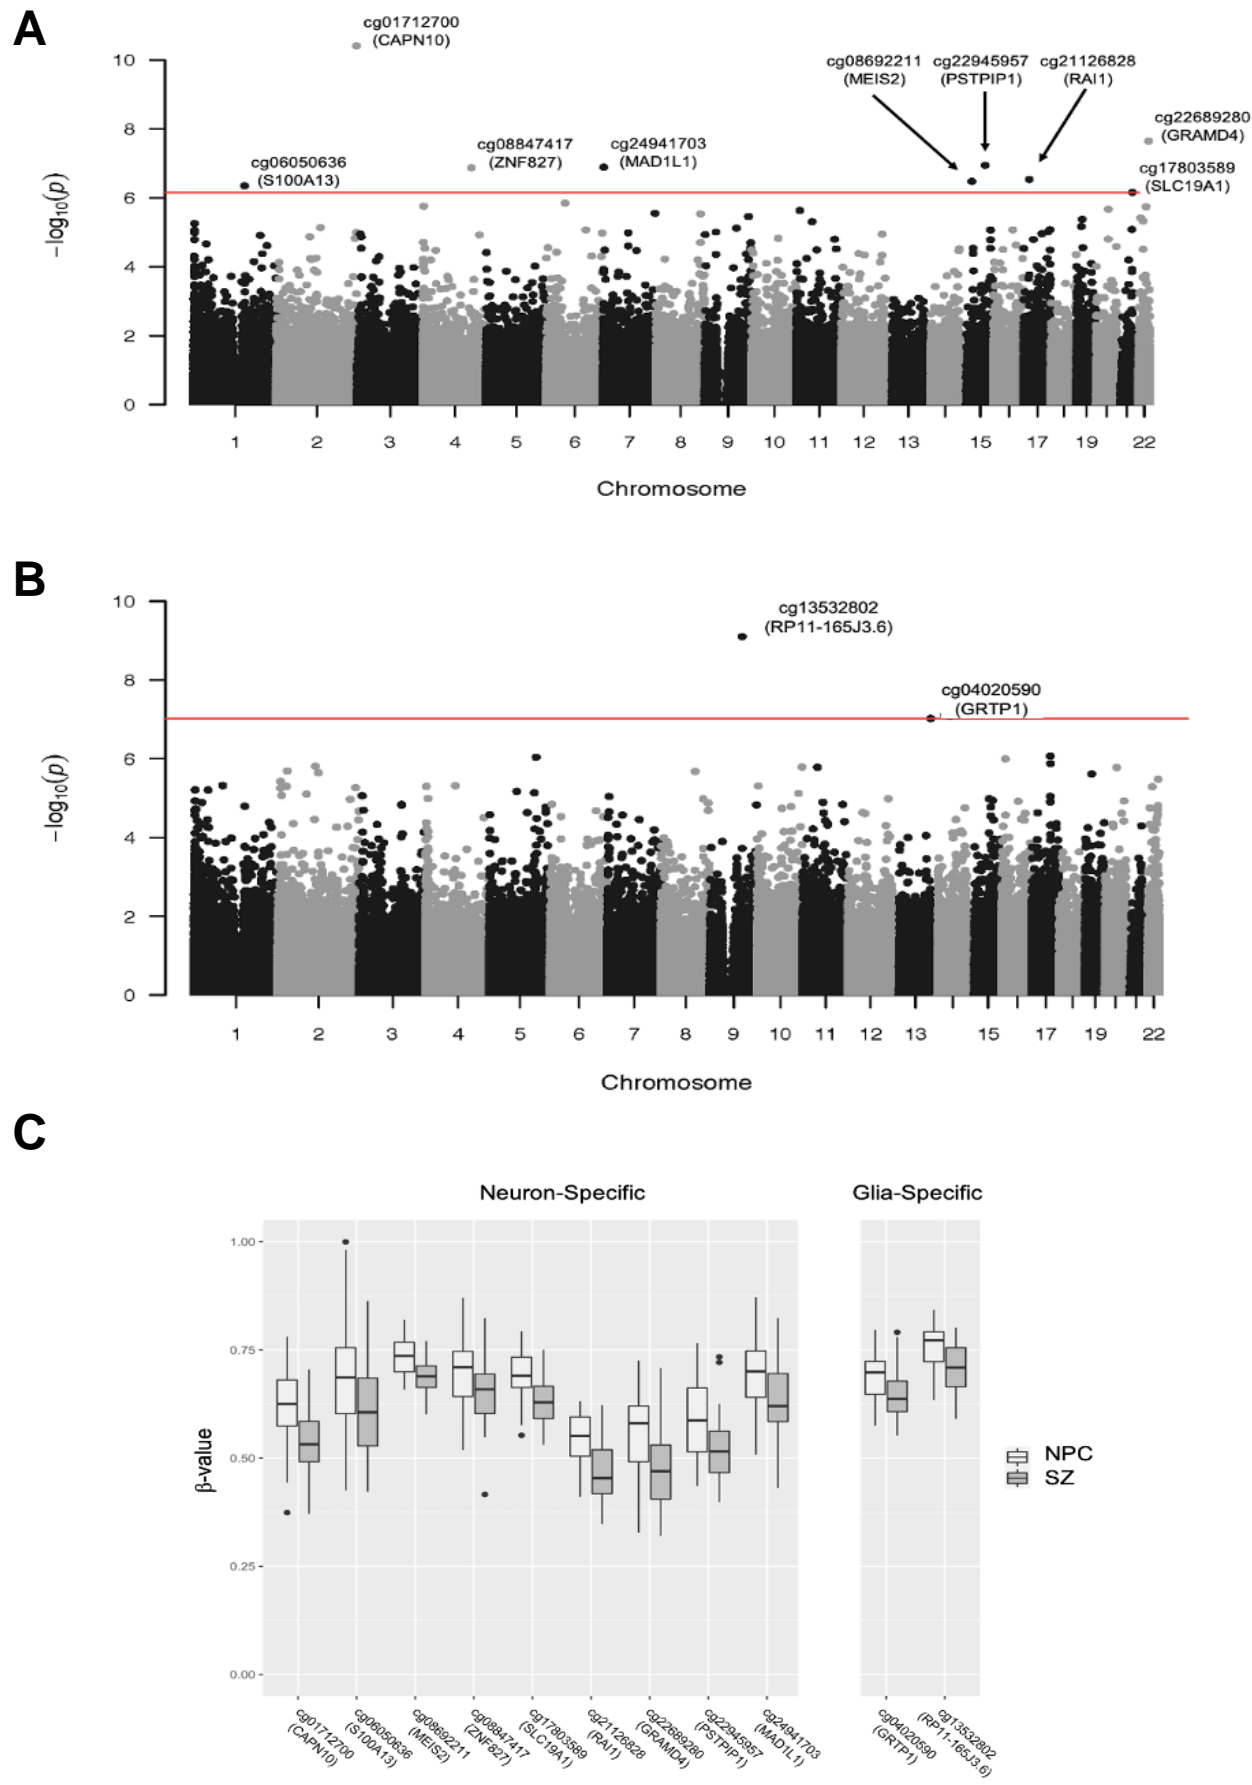 A
cg01712700
(CAPN10)
cg08692211
(MEIS2)
cg22945957
(PSTPIP1)
cg21126828
(RAI1)
cg22689280
(GRAMD4)
cg06050636
(S100A13)
cg08847417
(ZNF827)
cg24941703
(MAD1L1)
cg17803589
(SLC19A1)
−log10(p)
10
8
6
4
2
0
1 2 3 4 5 6 7 8 9 10 11 12 13 15 17 19 22
Chromosome
B
cg13532802
(RP11-165J3.6)
cg04020590
(GRTP1)
−log10(p)
10
8
6
4
2
0
1 2 3 4 5 6 7 8 9 10 11 12 13 15 17 19 22
Chromosome
C
Neuron-Specific
Glia-Specific
β-value
1.00
0.75
0.50
0.25
0.00
NPC
SZ
cg01712700
(CAPN10)
cg06050636
(S100A13)
cg08692211
(MEIS2)
cg08847417
(ZNF827)
cg17803589
(SLC19A1)
cg21126828
(RAI1)
cg22689280
(GRAMD4)
cg22945957
(PSTPIP1)
cg24941703
(MAD1L1)
cg04020590
(GRTP1)
cg13532802
(RP11-165J3.6)